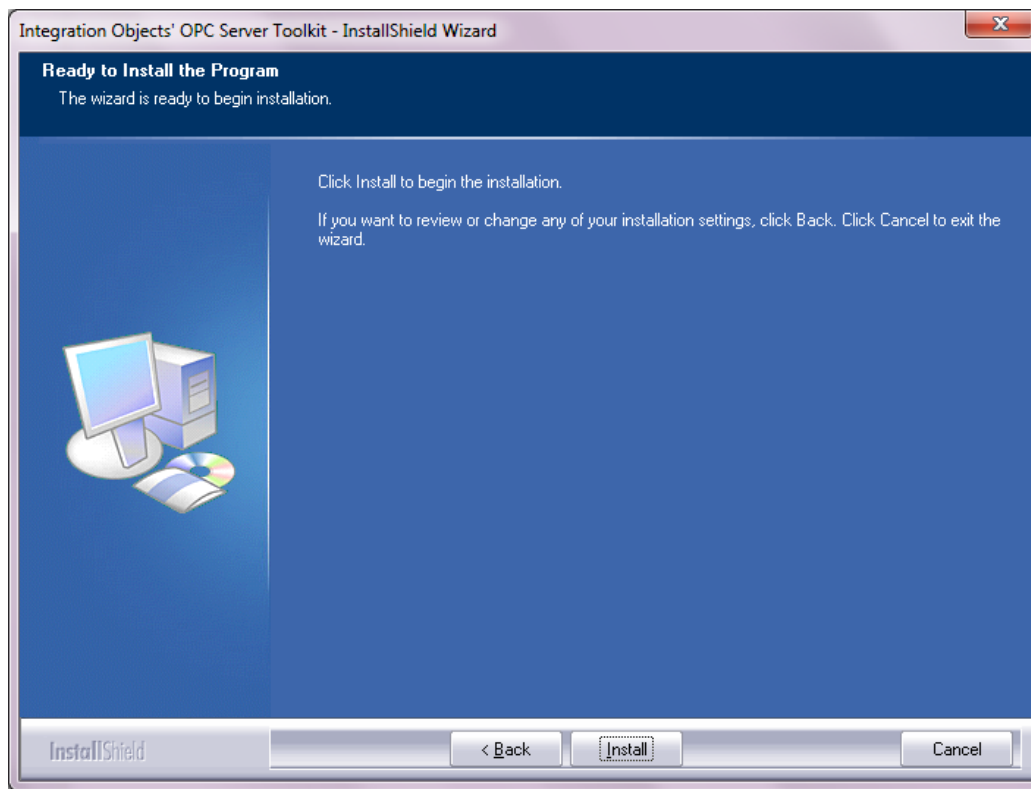 Integration Objects' OPC Server Toolkit - InstallShield Wizard
Ready to Install the Program
The wizard is ready to begin installation.
Click Install to begin the installation.
If you want to review or change any of your installation settings, click Back. Click Cancel to exit the
wizard.
InstallShield
< Back
Install
Cancel